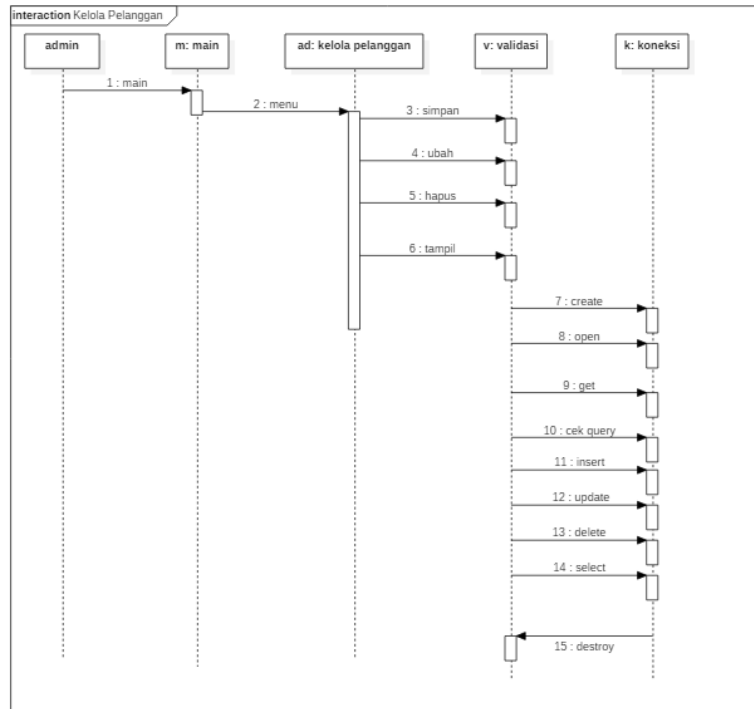 interaction Kelola Pelanggan
admin
m: main
ad: kelola pelanggan
v: validasi
k: koneksi
1 : main
2 : menu
3 : simpan
4 : ubah
5 : hapus
6 : tampil
7 : create
8 : open
9 : get
10 : cek query
11 : insert
12 : update
13 : delete
14 : select
15 : destroy